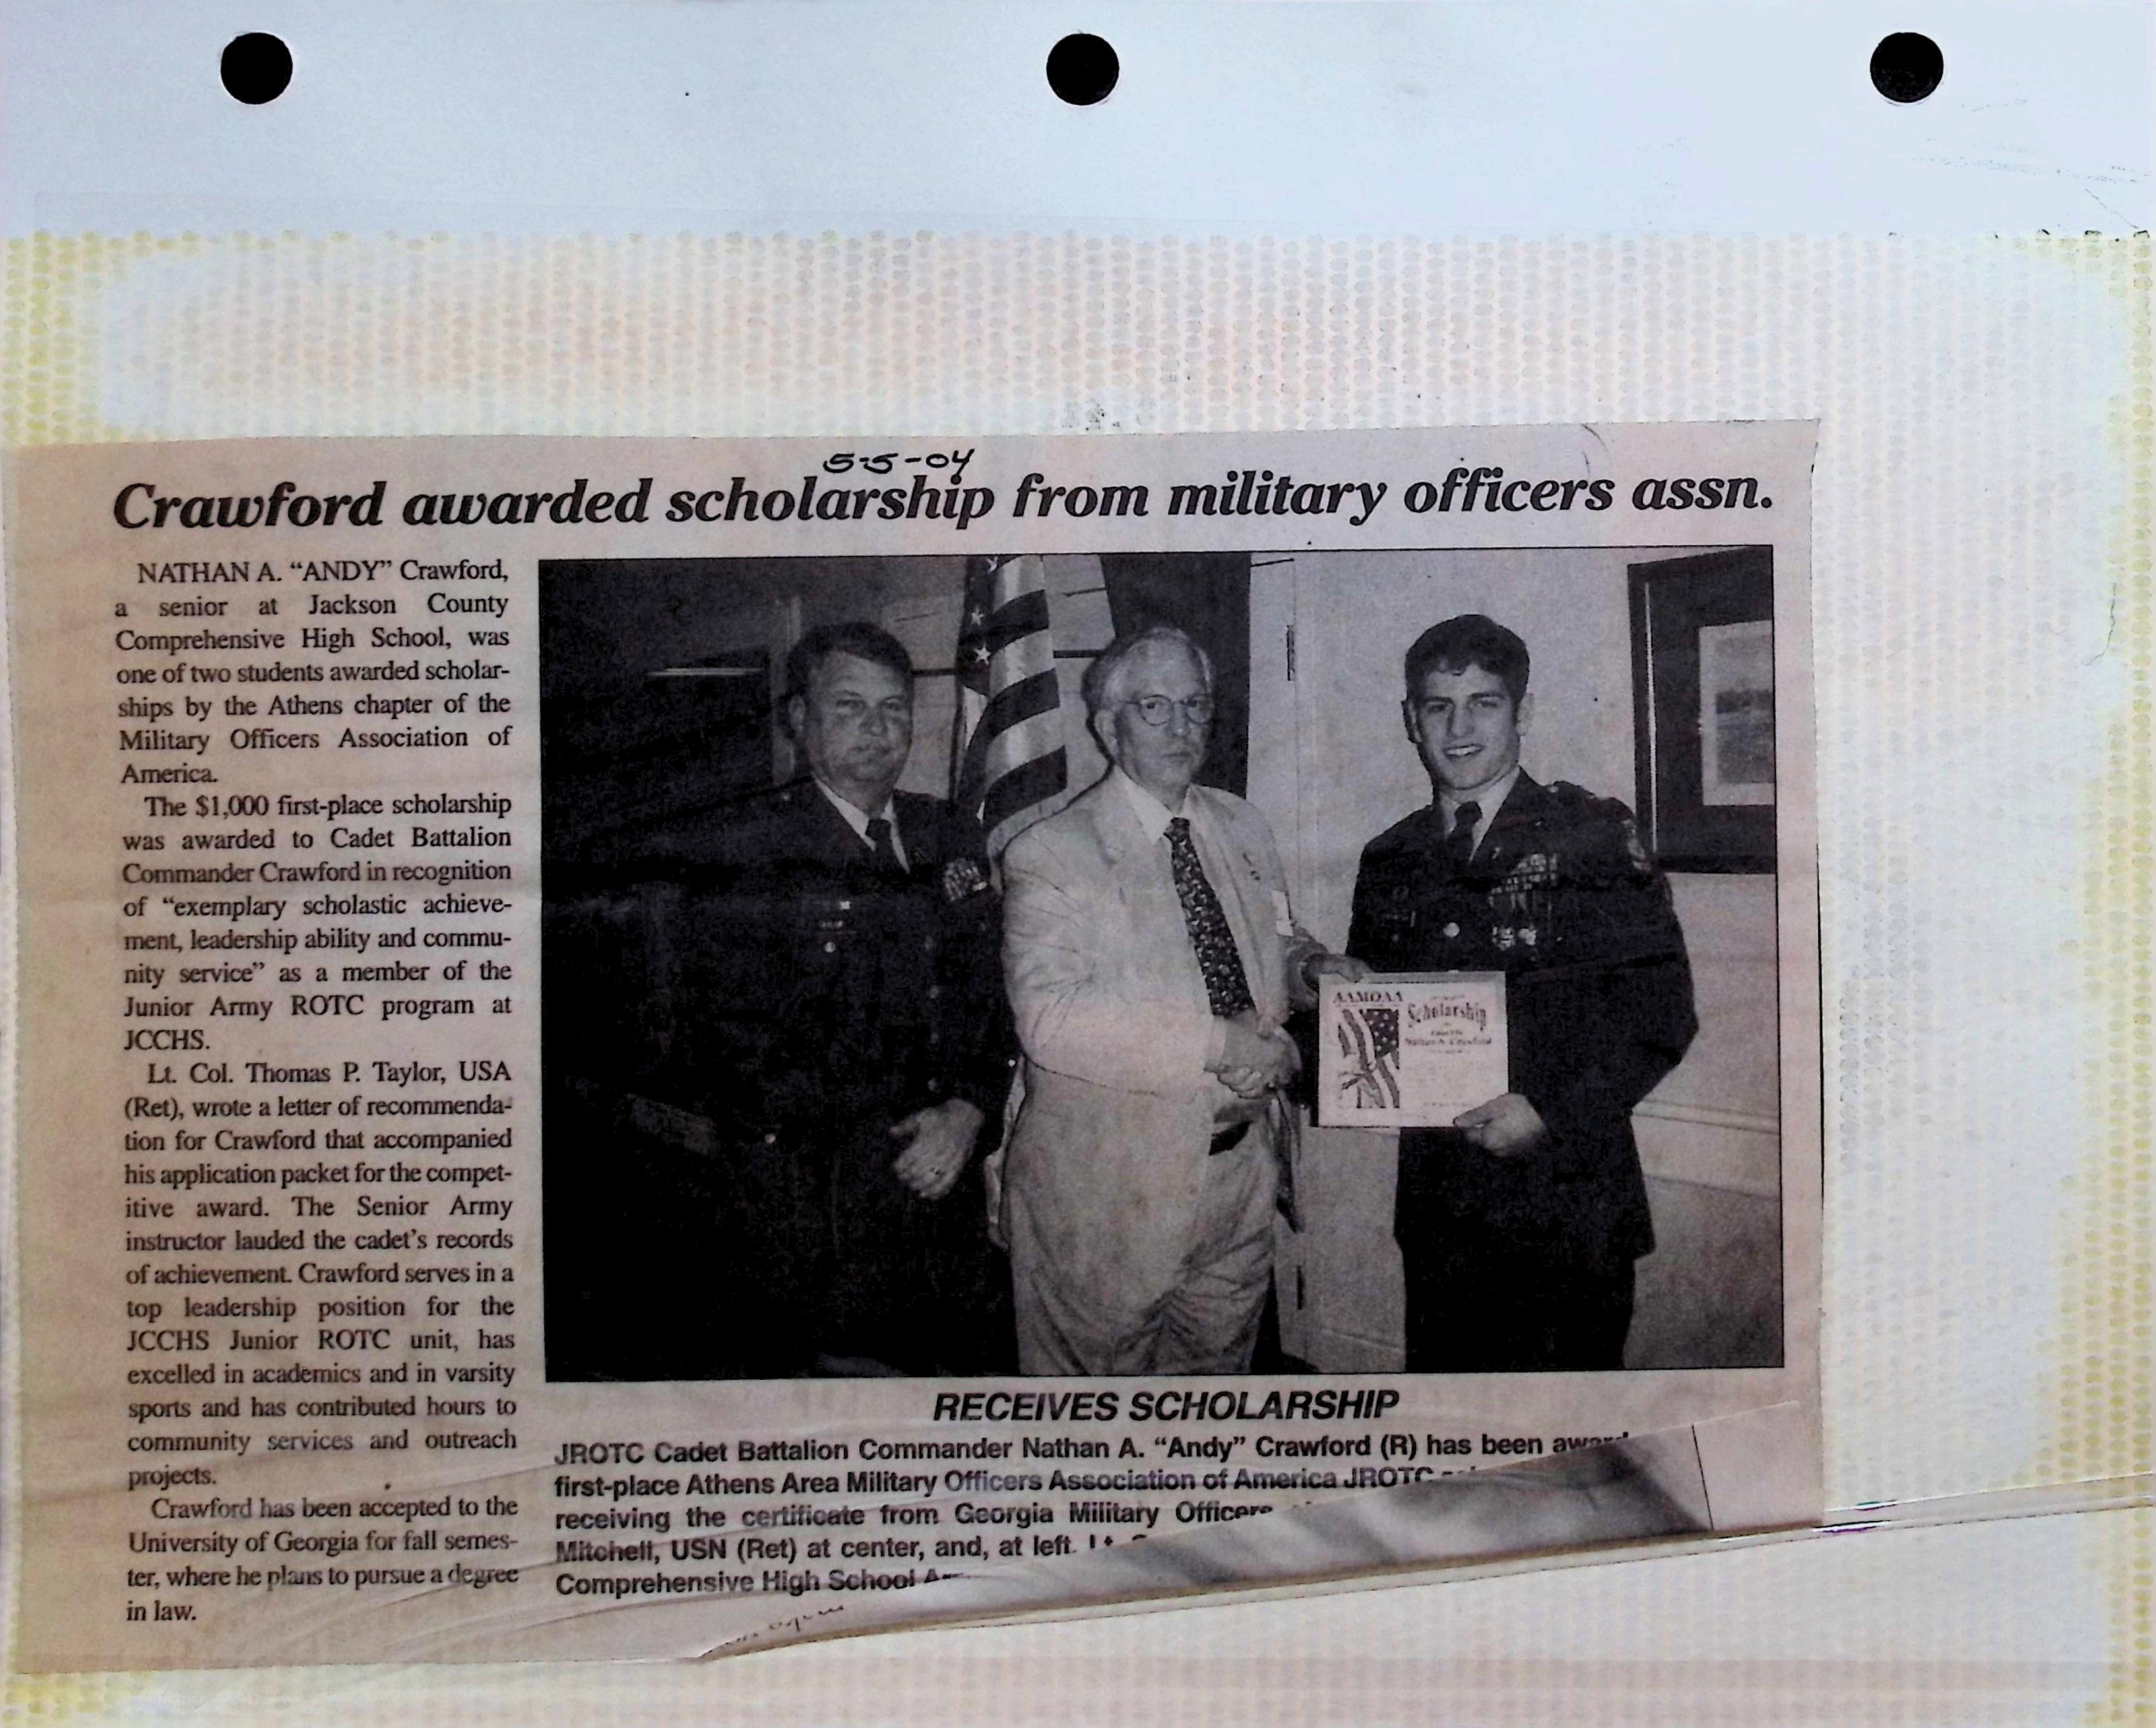 5-5-04
Crawford awarded scholarship from military officers assn.
NATHAN A. “ANDY” Crawford,
a senior at Jackson County
Comprehensive High School, was
one of two students awarded scholar-
ships by the Athens chapter of the
Military Officers Association of
America.
The $1,000 first-place scholarship
was awarded to Cadet Battalion
Commander Crawford in recognition
of “exemplary scholastic achieve-
ment, leadership ability and commu-
nity service” as a member of the
Junior Army ROTC program at
JCCHS.
Lt. Col. Thomas P. Taylor, USA
(Ret), wrote a letter of recommenda-
tion for Crawford that accompanied
his application packet for the compet-
itive award. The Senior Army
instructor lauded the cadet’s records
of achievement. Crawford serves in a
top leadership position for the
JCCHS Junior ROTC unit, has
excelled in academics and in varsity
sports and has contributed hours to
community services and outreach
projects.
Crawford has been accepted to the
University of Georgia for fall semes-
ter, where he plans to pursue a degree
in law.
AAMOAA
Scholarship
Nathan A. Crawford
RECEIVES SCHOLARSHIP
JROTC Cadet Battalion Commander Nathan A. “Andy” Crawford (R) has been
first-place Athens Area Military Officers Association of America JROTC
receiving the certificate from Georgia Military Officers
Mitchell, USN (Ret) at center, and, at left, Lt.
Comprehensive High School